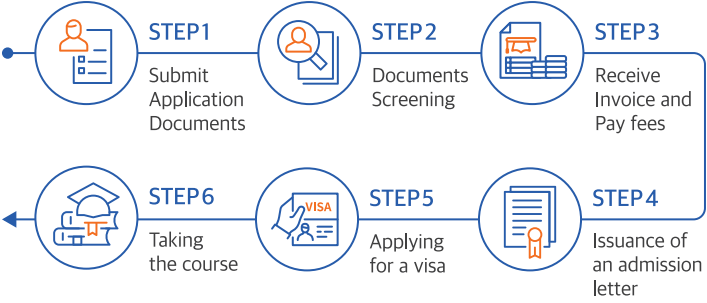 STEP1
Submit
Application
Documents
STEP2
Documents
Screening
STEP3
Receive
Invoice and
Pay fees
STEP4
Issuance of
an admission
letter
STEP5
Applying
for a visa
VISA
STEP6
Taking
the course